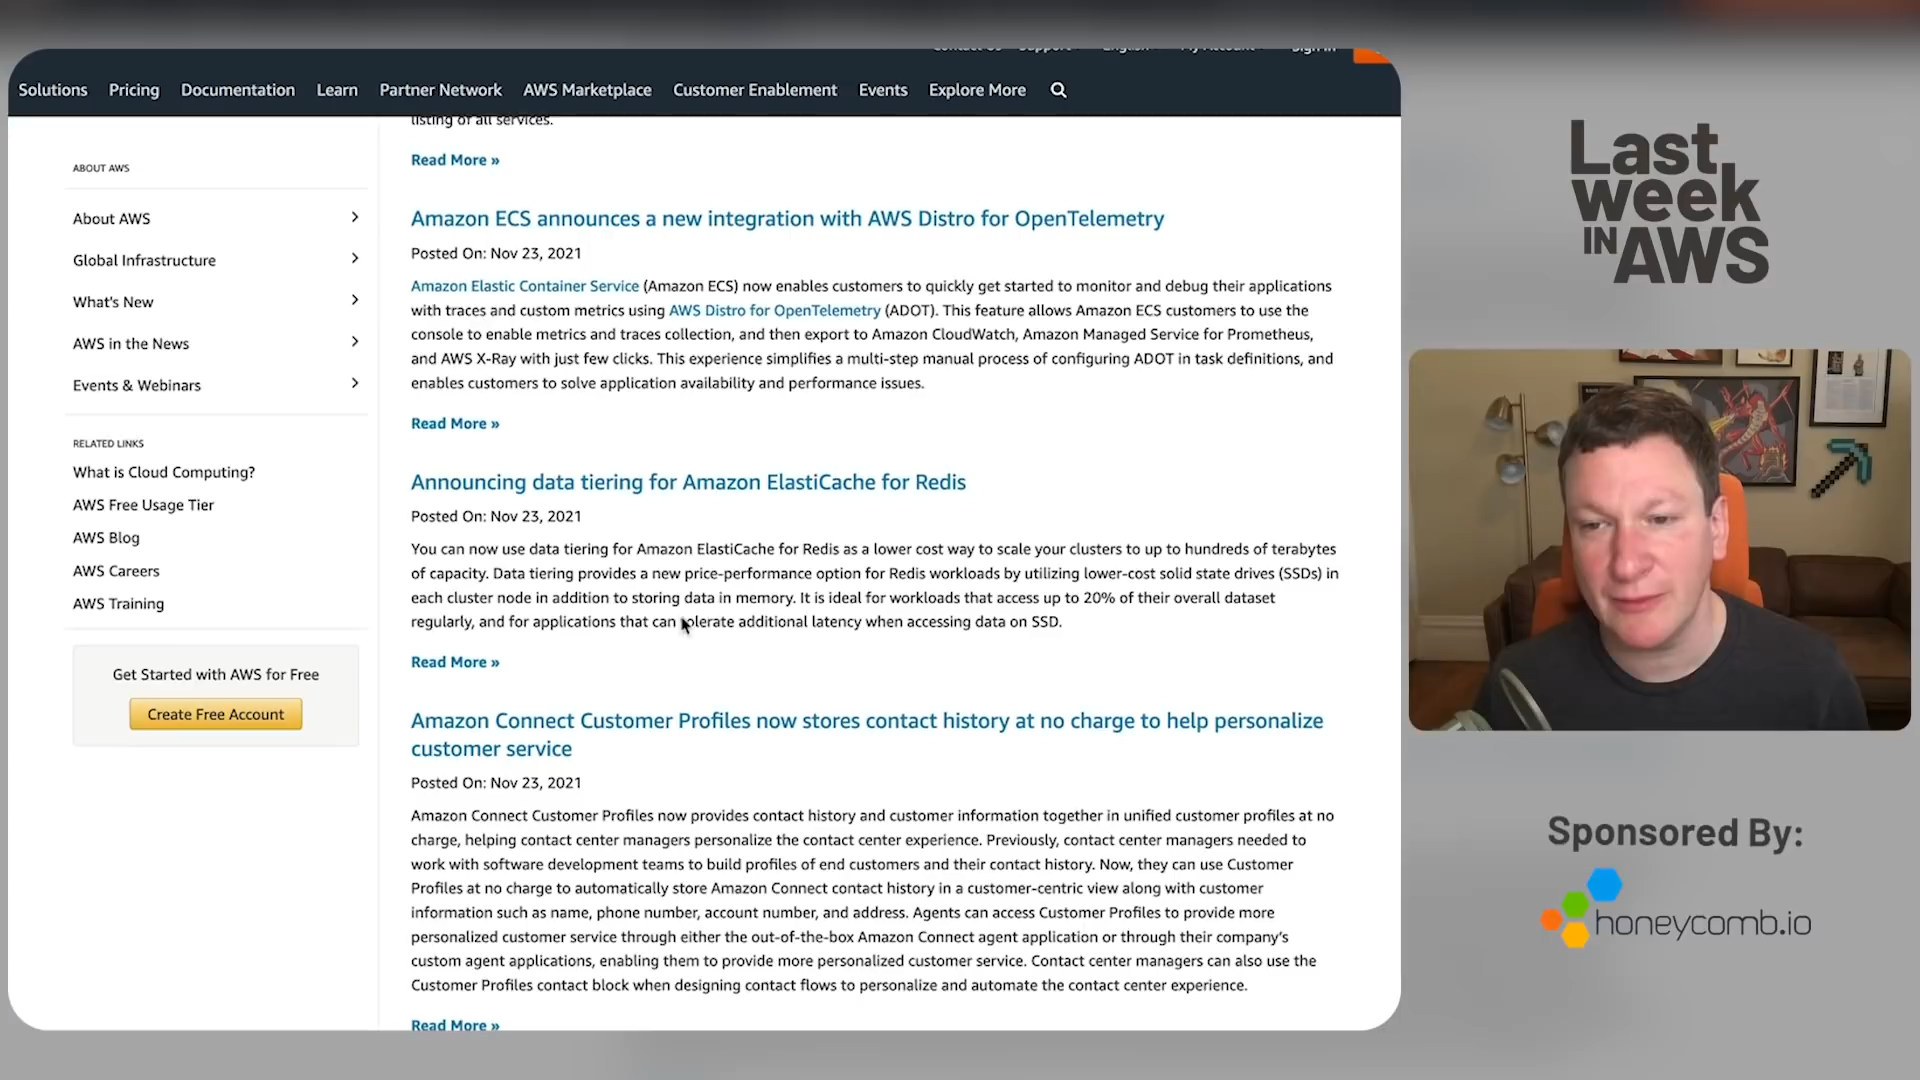 Contact Us Support English My Account Sign In
Solutions Pricing Documentation Learn Partner Network AWS Marketplace Customer Enablement Events Explore More
ABOUT AWS
About AWS
Global Infrastructure
What's New
AWS in the News
Events & Webinars
RELATED LINKS
What is Cloud Computing?
AWS Free Usage Tier
AWS Blog
AWS Careers
AWS Training
Get Started with AWS for Free
Create Free Account
listing of all services.
Read More »
Amazon ECS announces a new integration with AWS Distro for OpenTelemetry
Posted On: Nov 23, 2021
Amazon Elastic Container Service (Amazon ECS) now enables customers to quickly get started to monitor and debug their applications
with traces and custom metrics using AWS Distro for OpenTelemetry (ADOT). This feature allows Amazon ECS customers to use the
console to enable metrics and traces collection, and then export to Amazon CloudWatch, Amazon Managed Service for Prometheus,
and AWS X-Ray with just few clicks. This experience simplifies a multi-step manual process of configuring ADOT in task definitions, and
enables customers to solve application availability and performance issues.
Read More »
Announcing data tiering for Amazon ElastiCache for Redis
Posted On: Nov 23, 2021
You can now use data tiering for Amazon ElastiCache for Redis as a lower cost way to scale your clusters to up to hundreds of terabytes
of capacity. Data tiering provides a new price-performance option for Redis workloads by utilizing lower-cost solid state drives (SSDs) in
each cluster node in addition to storing data in memory. It is ideal for workloads that access up to 20% of their overall dataset
regularly, and for applications that can tolerate additional latency when accessing data on SSD.
Read More »
Amazon Connect Customer Profiles now stores contact history at no charge to help personalize
customer service
Posted On: Nov 23, 2021
Amazon Connect Customer Profiles now provides contact history and customer information together in unified customer profiles at no
charge, helping contact center managers personalize the contact center experience. Previously, contact center managers needed to
work with software development teams to build profiles of end customers and their contact history. Now, they can use Customer
Profiles at no charge to automatically store Amazon Connect contact history in a customer-centric view along with customer
information such as name, phone number, account number, and address. Agents can access Customer Profiles to provide more
personalized customer service through either the out-of-the-box Amazon Connect agent application or through their company's
custom agent applications, enabling them to provide more personalized customer service. Contact center managers can also use the
Customer Profiles contact block when designing contact flows to personalize and automate the contact center experience.
Read More »
Last
week
IN AWS
Sponsored By:
honeycomb.io